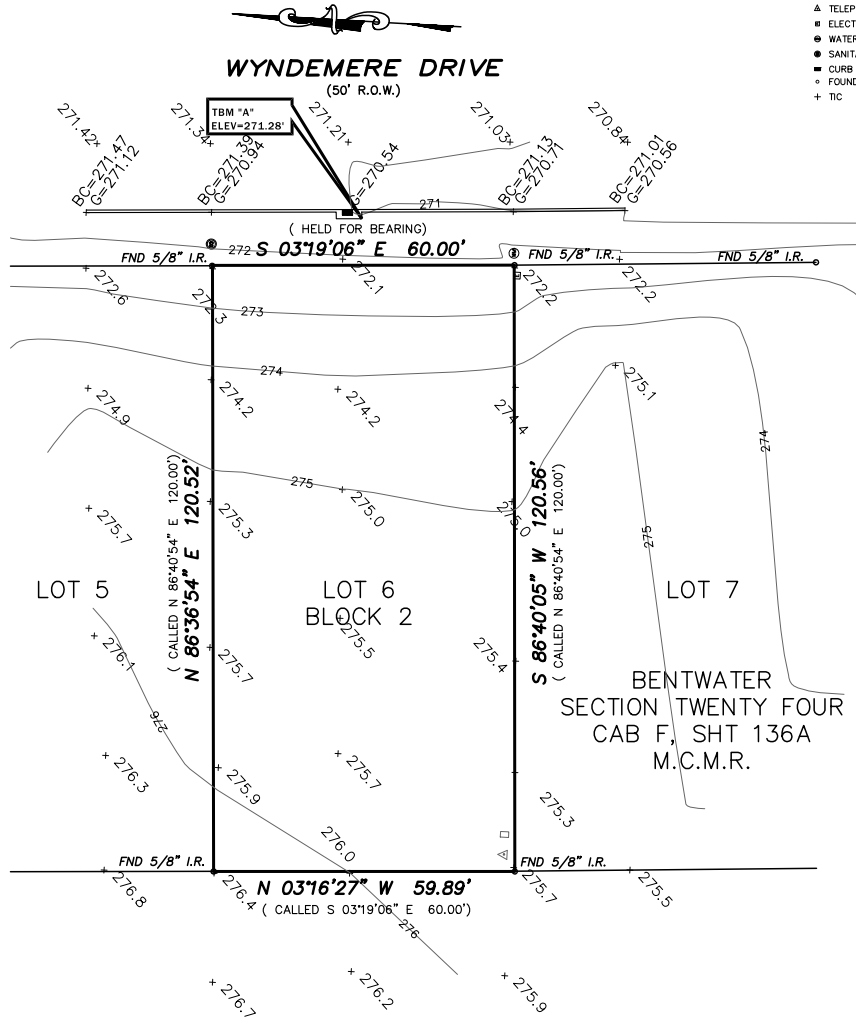 TELEP
ELECT
WATER
SANIT
CURB
FOUND
TIC
WYNDEMERE DRIVE
(50' R.O.W.)
TBM "A"
ELEV=271.28'
271.42
271.34
271.21
271.03
270.84
BC=271.47
G=271.12
BC=271.39
G=270.94
G=270.54
BC=271.13
G=270.71
BC=271.01
G=270.56
271
( HELD FOR BEARING)
272
S 03°19'06" E 60.00'
FND 5/8" I.R.
FND 5/8" I.R.
FND 5/8" I.R.
272.6
272.3
272.1
272.2
272.2
273
274
274.9
274.2
274.2
274.4
275.1
274
275
275.7
275.3
275.0
275.0
275
N 86°36'54" E 120.52'
( CALLED N 86°40'54" E 120.00')
S 86°40'05" W 120.56'
( CALLED N 86°40'54" E 120.00')
LOT 5
LOT 6
BLOCK 2
LOT 7
276.1
275.7
275.5
275.4
BENTWATER
SECTION TWENTY FOUR
CAB F, SHT 136A
M.C.M.R.
276
276.3
275.9
275.7
275.3
276.0
FND 5/8" I.R.
FND 5/8" I.R.
276.8
276.4
N 03°16'27" W 59.89'
( CALLED S 03°19'06" E 60.00')
275.7
275.5
276
276.7
276.2
275.9